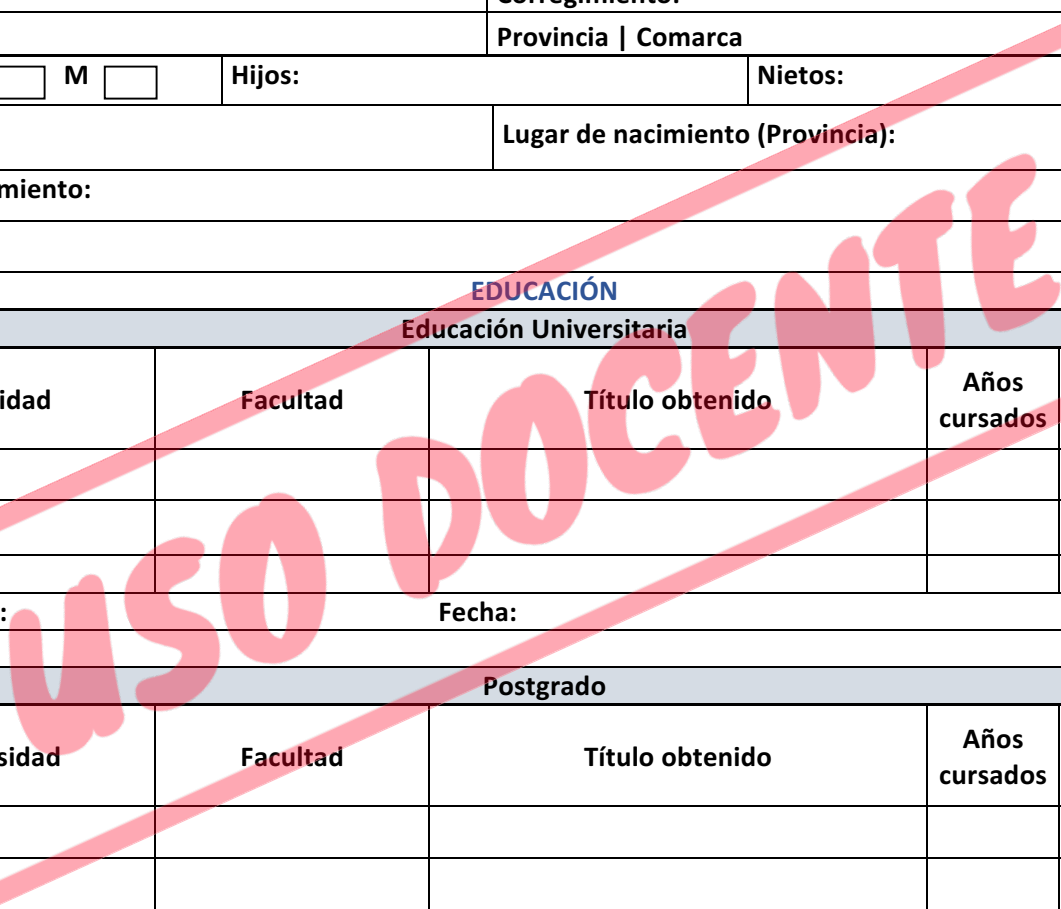 Corregimiento:
Provincia | Comarca
M Hijos: Nietos:
Lugar de nacimiento (Provincia):
miento:
EDUCACIÓN
Educación Universitaria
idad Facultad Título obtenido Años
cursados
: Fecha:
Postgrado
sidad Facultad Título obtenido Años
cursados
USO DOCENTE